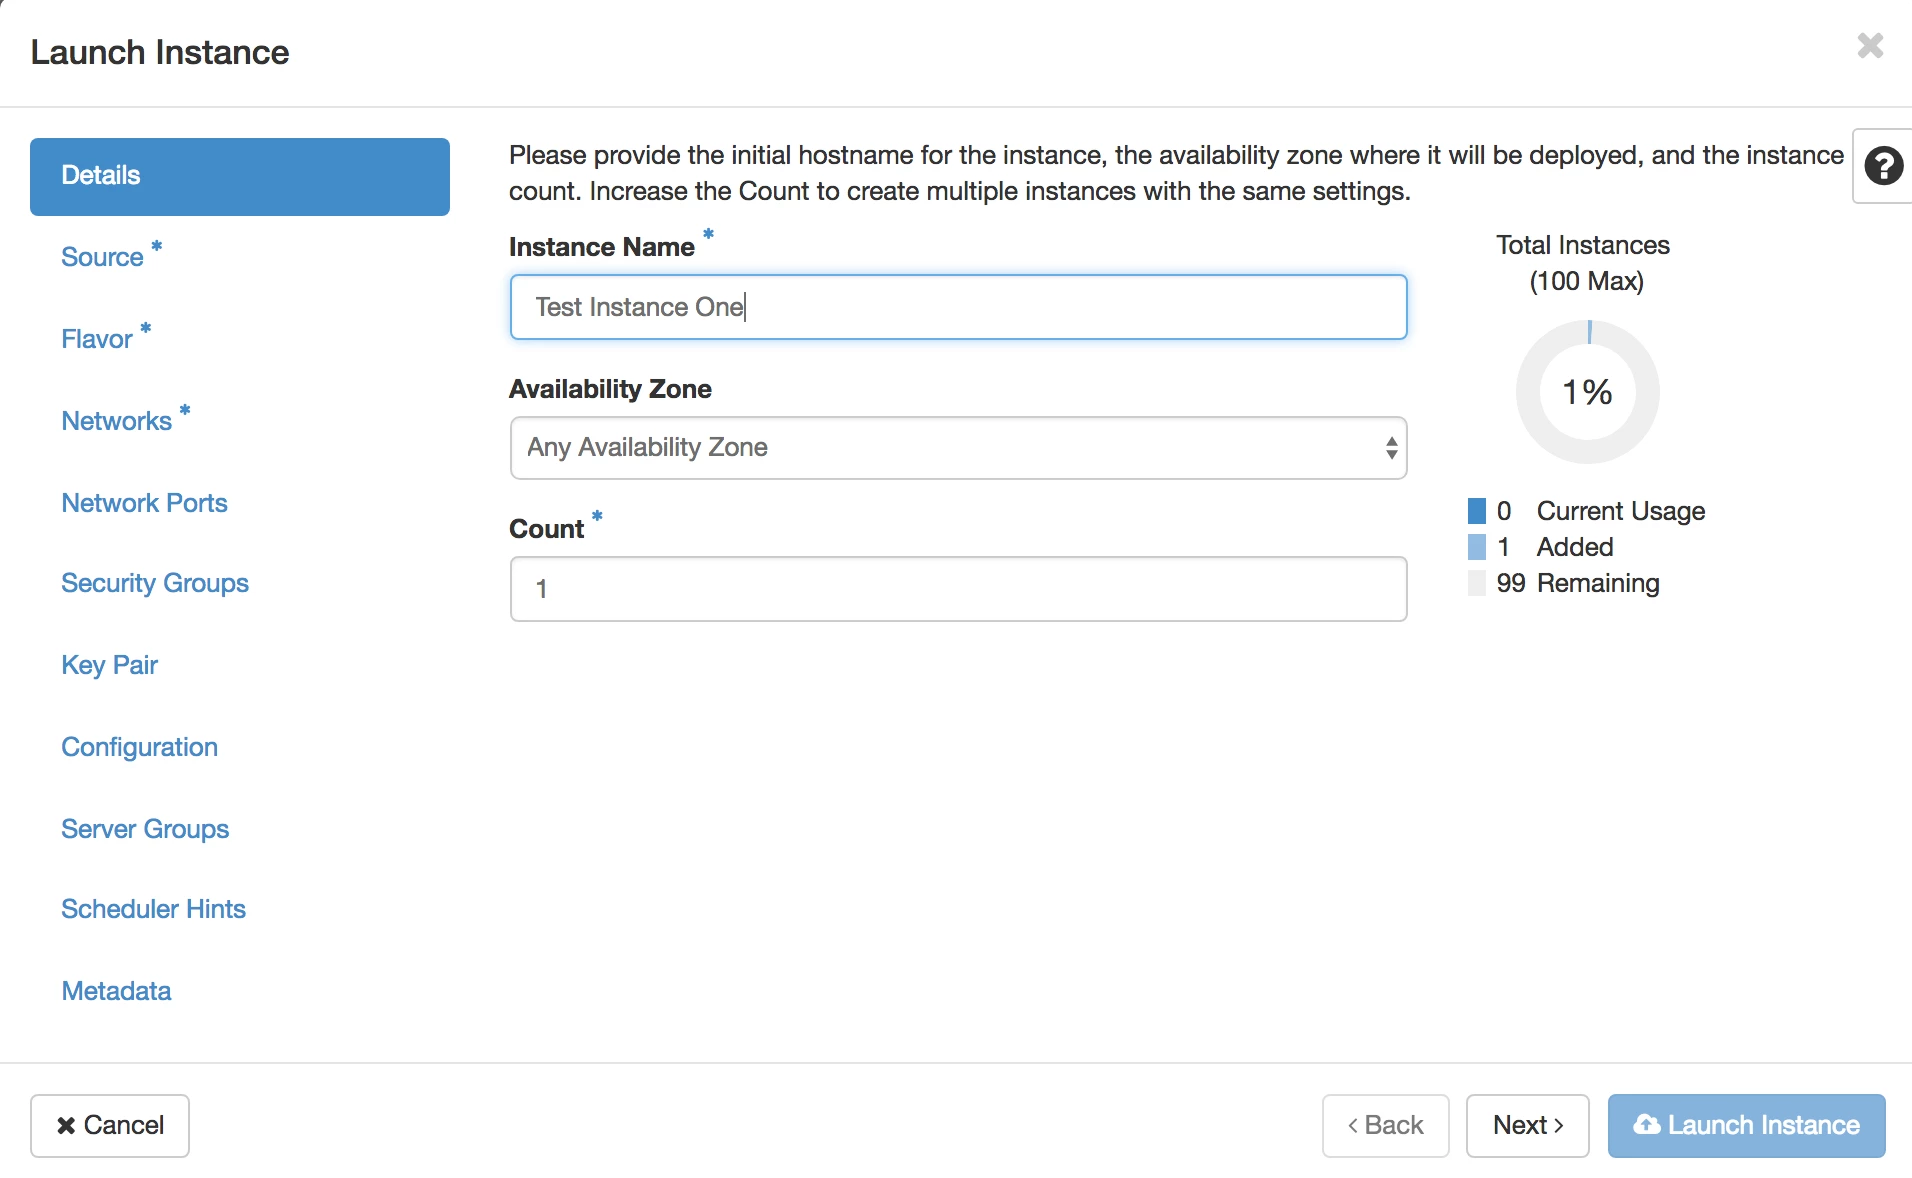 Launch Instance
Details
Source *
Flavor *
Networks *
Network Ports
Security Groups
Key Pair
Configuration
Server Groups
Scheduler Hints
Metadata
Please provide the initial hostname for the instance, the availability zone where it will be deployed, and the instance
count. Increase the Count to create multiple instances with the same settings.
Instance Name *
Test Instance One
Availability Zone
Any Availability Zone
Count *
1
Total Instances
(100 Max)
1%
0 Current Usage
1 Added
99 Remaining
Cancel
‹ Back
Next ›
Launch Instance